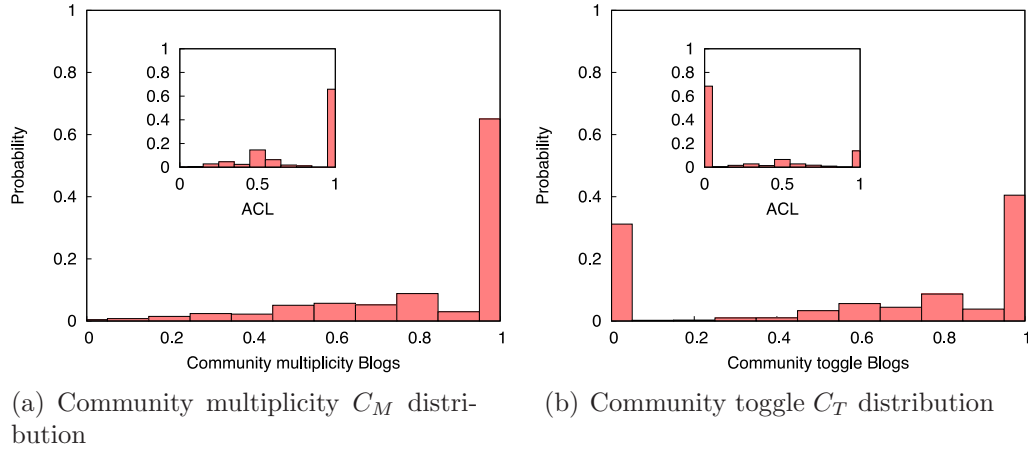 1
0.8
0.6
0.4
0.2
0
Probability
0 0.2 0.4 0.6 0.8 1
Community multiplicity Blogs
1
0.8
0.6
0.4
0.2
0
0 0.5 1
ACL
(a) Community multiplicity C_M distri-
bution
1
0.8
0.6
0.4
0.2
0
Probability
0 0.2 0.4 0.6 0.8 1
Community toggle Blogs
1
0.8
0.6
0.4
0.2
0
0 0.5 1
ACL
(b) Community toggle C_T distribution